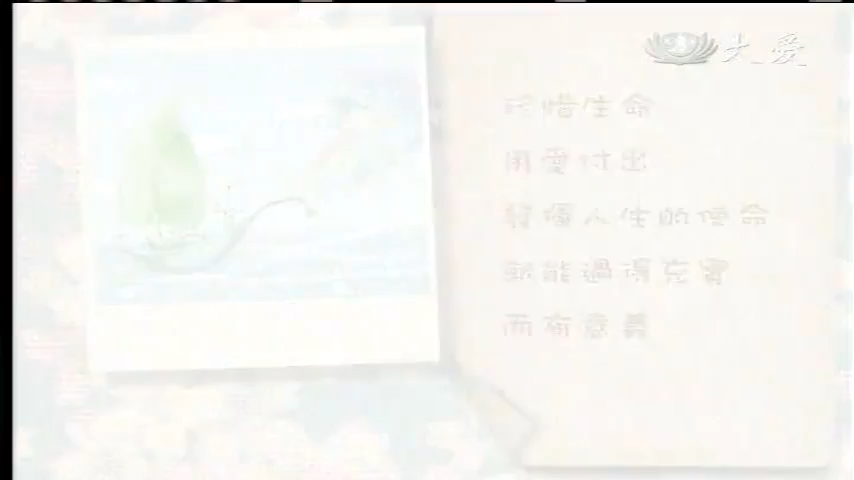 大愛
珍惜生命
用愛付出
發揮人生的使命
就能過得充實
而有意義